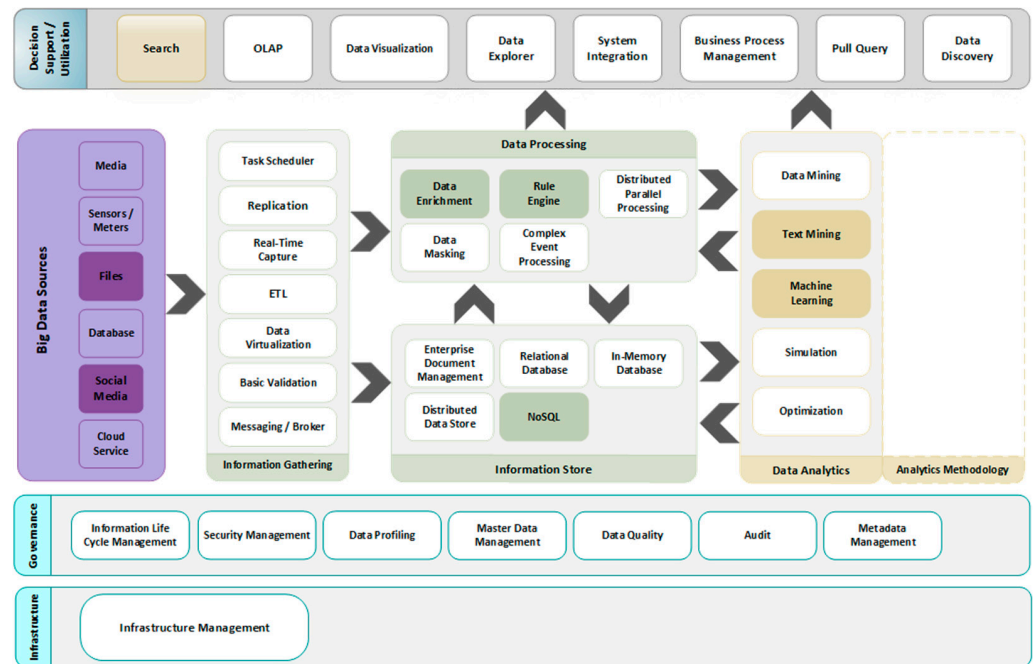 Decision
Support /
Utilization
Search
OLAP
Data Visualization
Data
Explorer
System
Integration
Business Process
Management
Pull Query
Data
Discovery
Big Data Sources
Media
Sensors /
Meters
Files
Database
Social
Media
Cloud
Service
Task Scheduler
Replication
Real-Time
Capture
ETL
Data
Virtualization
Basic Validation
Messaging / Broker
Information Gathering
Data Processing
Data
Enrichment
Rule
Engine
Distributed
Parallel
Processing
Data
Masking
Complex
Event
Processing
Enterprise
Document
Management
Relational
Database
In-Memory
Database
Distributed
Data Store
NoSQL
Information Store
Data Mining
Text Mining
Machine
Learning
Simulation
Optimization
Data Analytics
Analytics Methodology
Governance
Information Life
Cycle Management
Security Management
Data Profiling
Master Data
Management
Data Quality
Audit
Metadata
Management
Infrastructure
Infrastructure Management